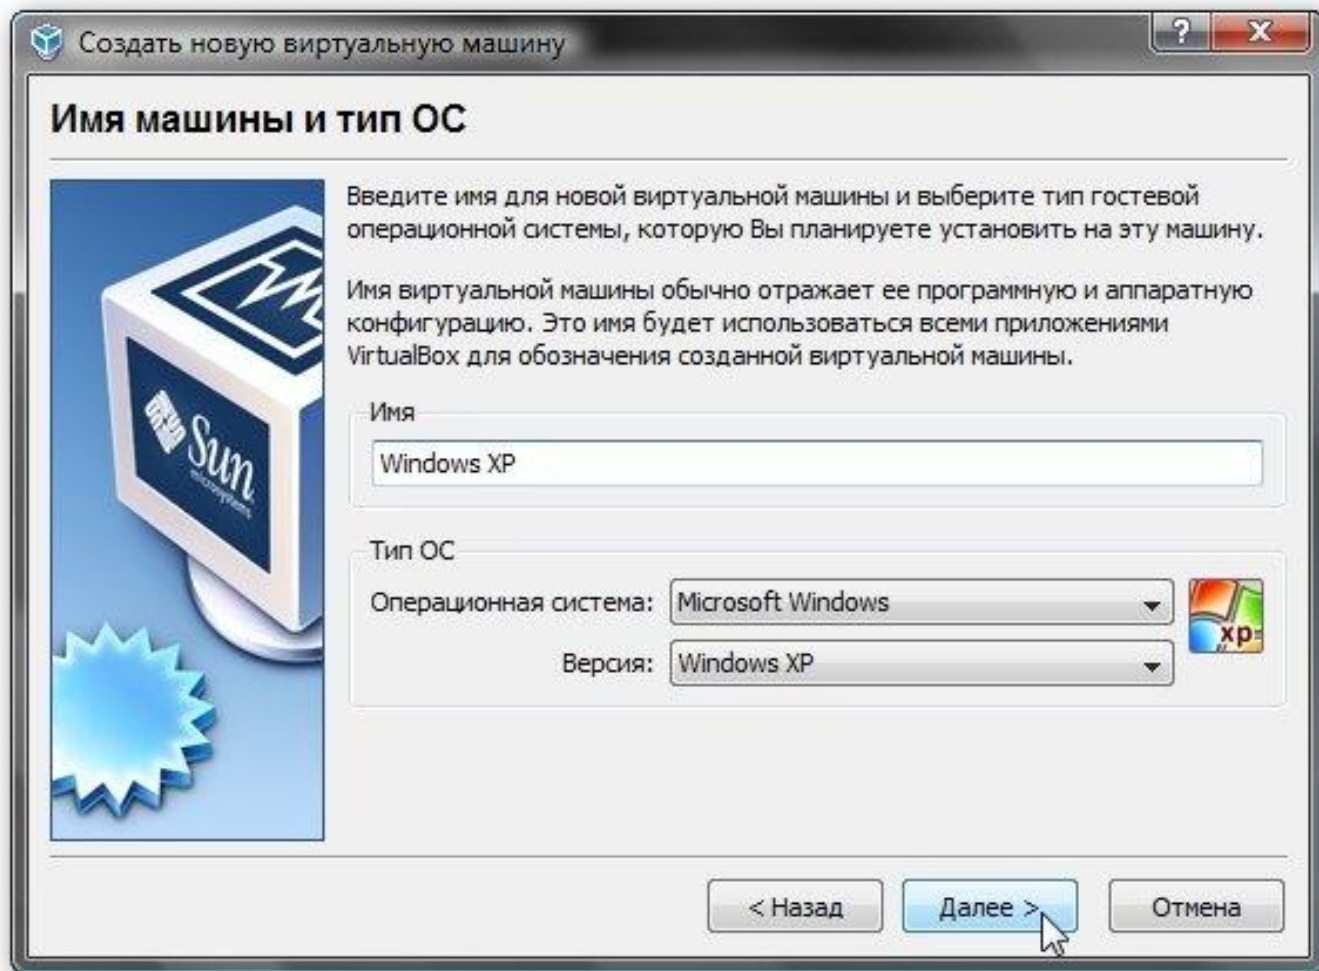 Создать новую виртуальную машину
Имя машины и тип ОС
Введите имя для новой виртуальной машины и выберите тип гостевой
операционной системы, которую Вы планируете установить на эту машину.
Имя виртуальной машины обычно отражает ее программную и аппаратную
конфигурацию. Это имя будет использоваться всеми приложениями
VirtualBox для обозначения созданной виртуальной машины.
Имя
Windows XP
Тип ОС
Операционная система: Microsoft Windows
Версия: Windows XP
xp
Sun
microsystems
< Назад Далее > Отмена